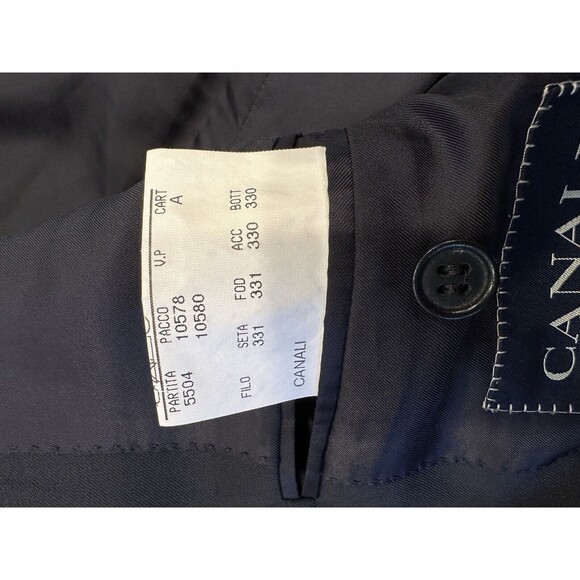 PARTITA PACCO V.P CART
5504 10578 A
10580
FILO SETA FOD ACC BOTT
331 331 330 330
CANALI
CANALI